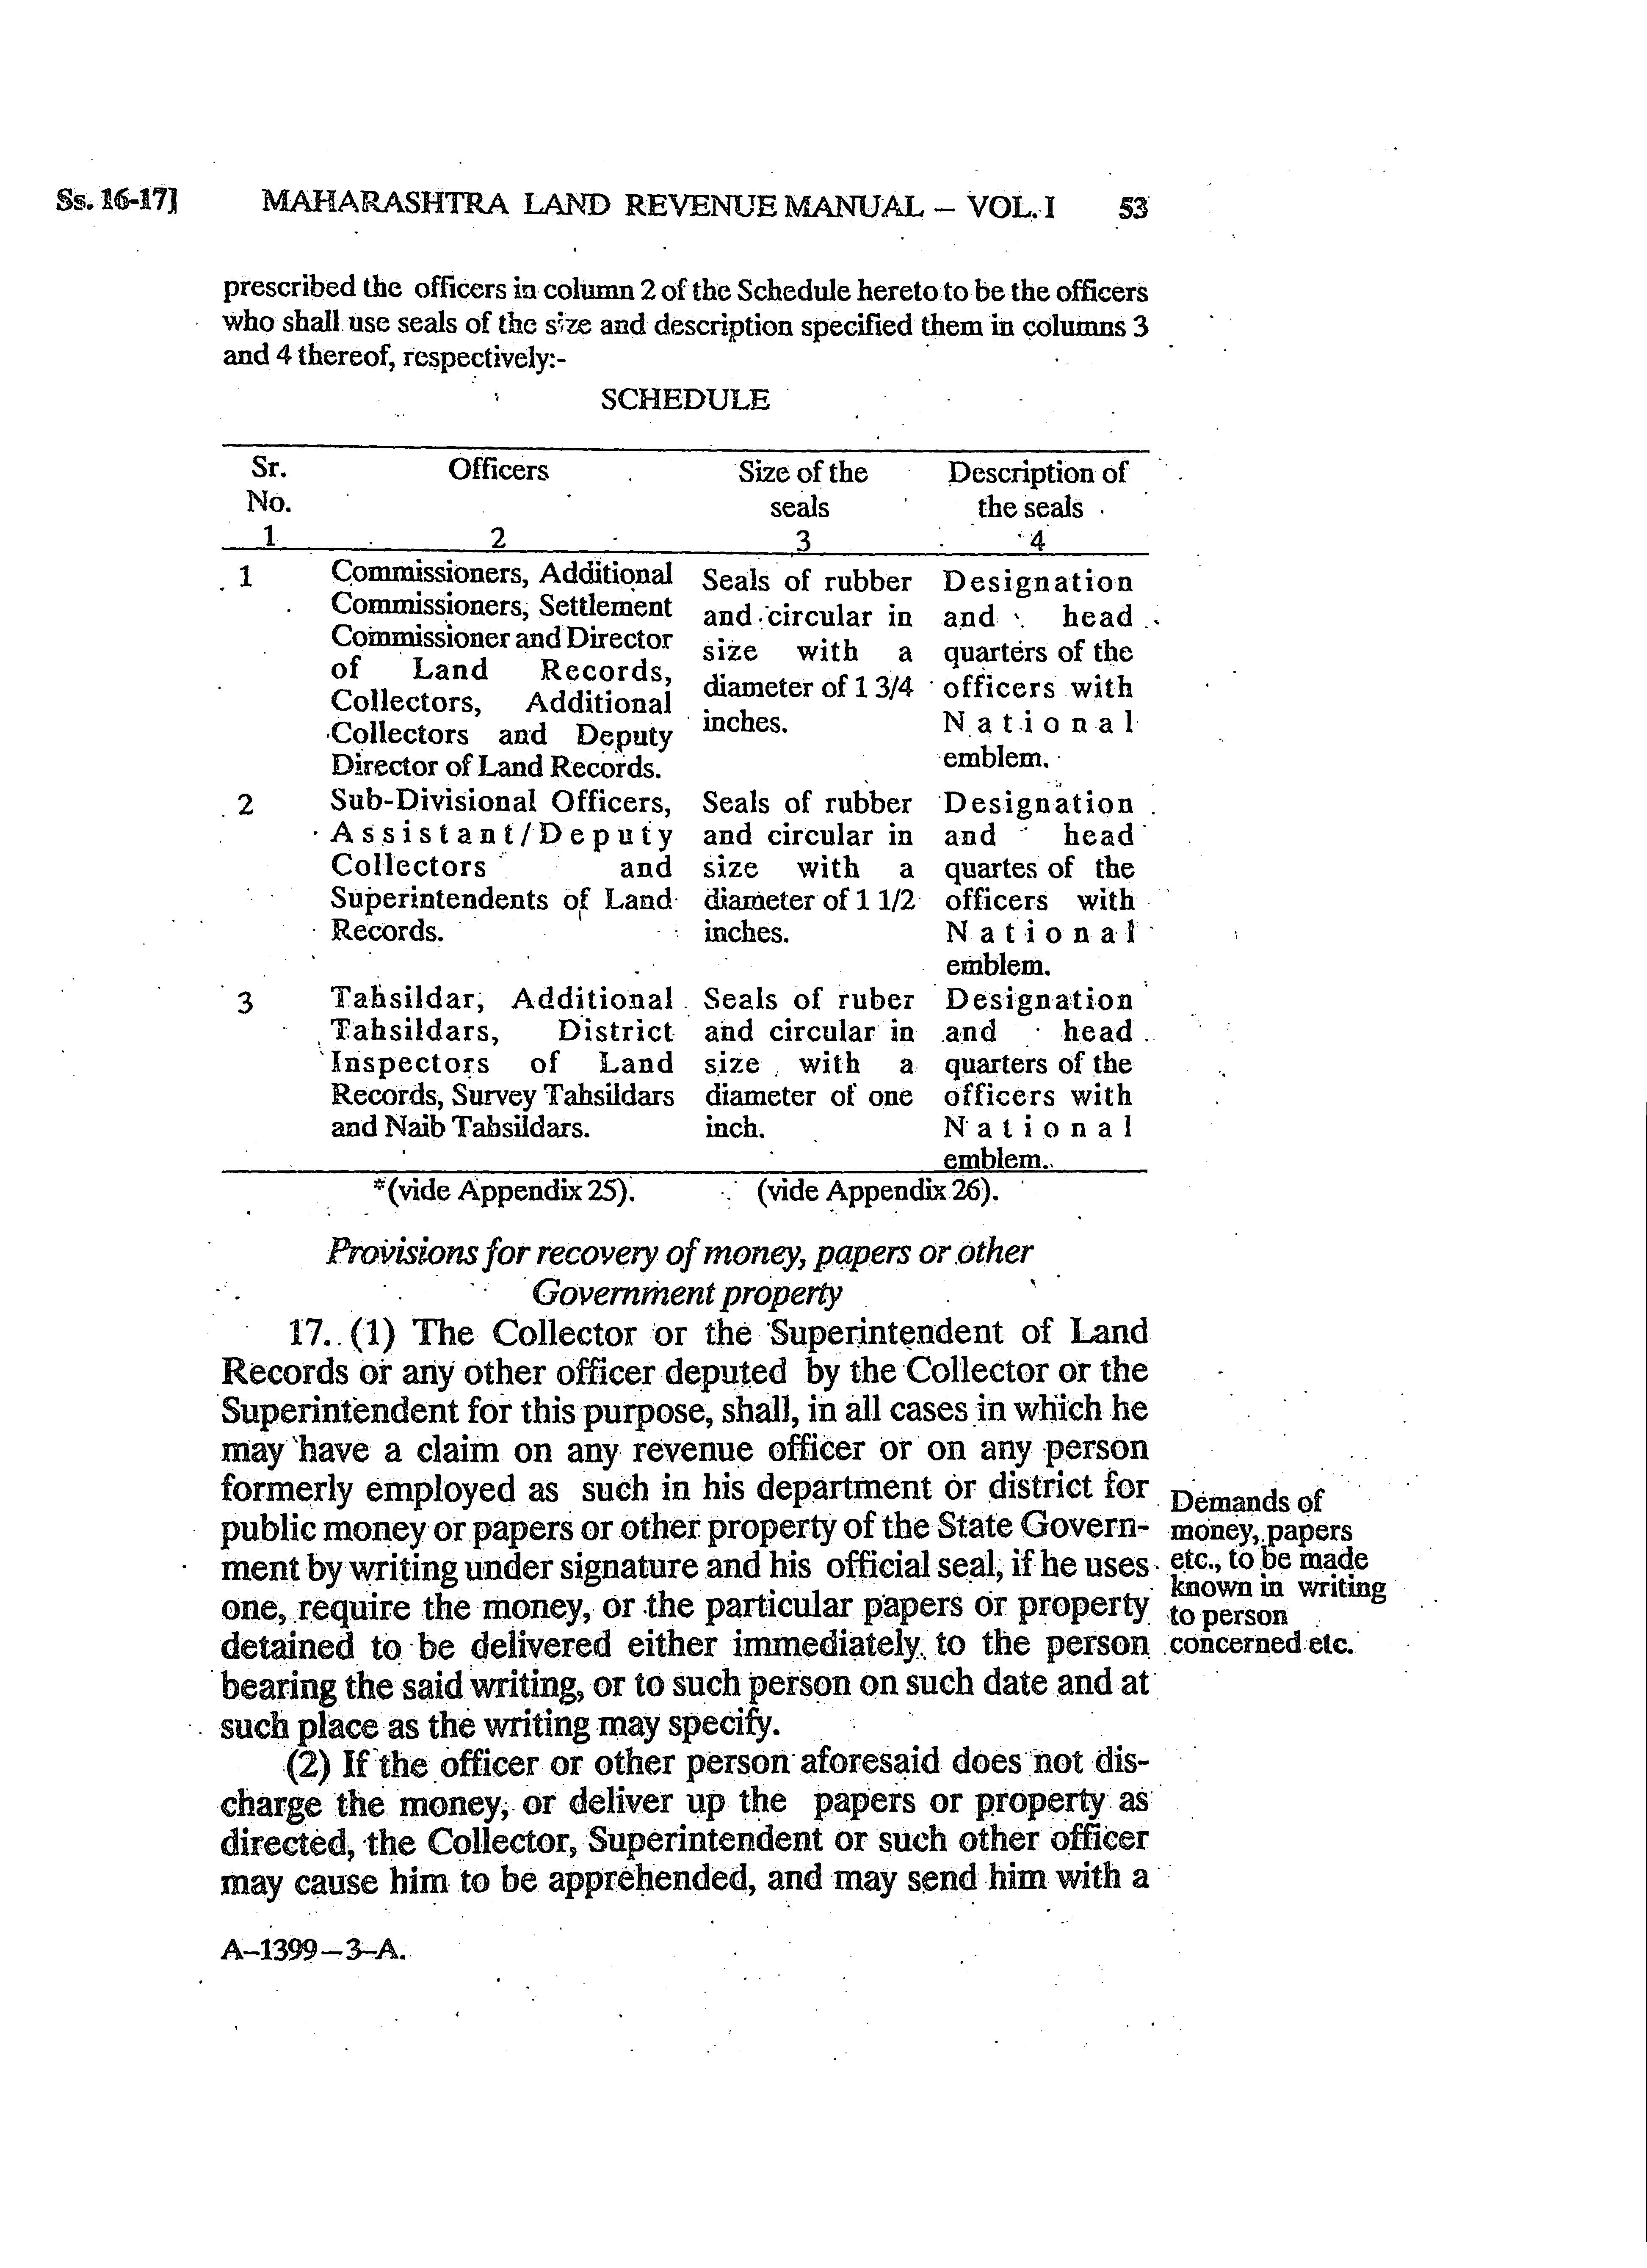 Ss. 16-17] MAHARASHTRA LAND REVENUE MANUAL – VOL. I 53
prescribed the officers in column 2 of the Schedule hereto to be the officers
who shall use seals of the size and description specified them in columns 3
and 4 thereof, respectively:-
SCHEDULE
Sr. Officers Size of the Description of
No. seals the seals
1 2 3 4
1 Commissioners, Additional Seals of rubber Designation
Commissioners, Settlement and circular in and head
Commissioner and Director size with a quarters of the
of Land Records, diameter of 1 3/4 officers with
Collectors, Additional inches. National
Collectors and Deputy emblem.
Director of Land Records.
2 Sub-Divisional Officers, Seals of rubber Designation
Assistant/Deputy and circular in and head
Collectors and size with a quartes of the
Superintendents of Land diameter of 1 1/2 officers with
Records. inches. National
emblem.
3 Tahsildar, Additional Seals of ruber Designation
Tahsildars, District and circular in and head
Inspectors of Land size with a quarters of the
Records, Survey Tahsildars diameter of one officers with
and Naib Tahsildars. inch. National
emblem.
*(vide Appendix 25). (vide Appendix 26).
Provisions for recovery of money, papers or other
Government property
17. (1) The Collector or the Superintendent of Land
Records or any other officer deputed by the Collector or the
Superintendent for this purpose, shall, in all cases in which he
may have a claim on any revenue officer or on any person
formerly employed as such in his department or district for
public money or papers or other property of the State Govern-
ment by writing under signature and his official seal, if he uses
one, require the money, or the particular papers or property
detained to be delivered either immediately to the person
bearing the said writing, or to such person on such date and at
such place as the writing may specify.
Demands of
money, papers
etc., to be made
known in writing
to person
concerned etc.
(2) If the officer or other person aforesaid does not dis-
charge the money, or deliver up the papers or property as
directed, the Collector, Superintendent or such other officer
may cause him to be apprehended, and may send him with a
A–1399–3–A.